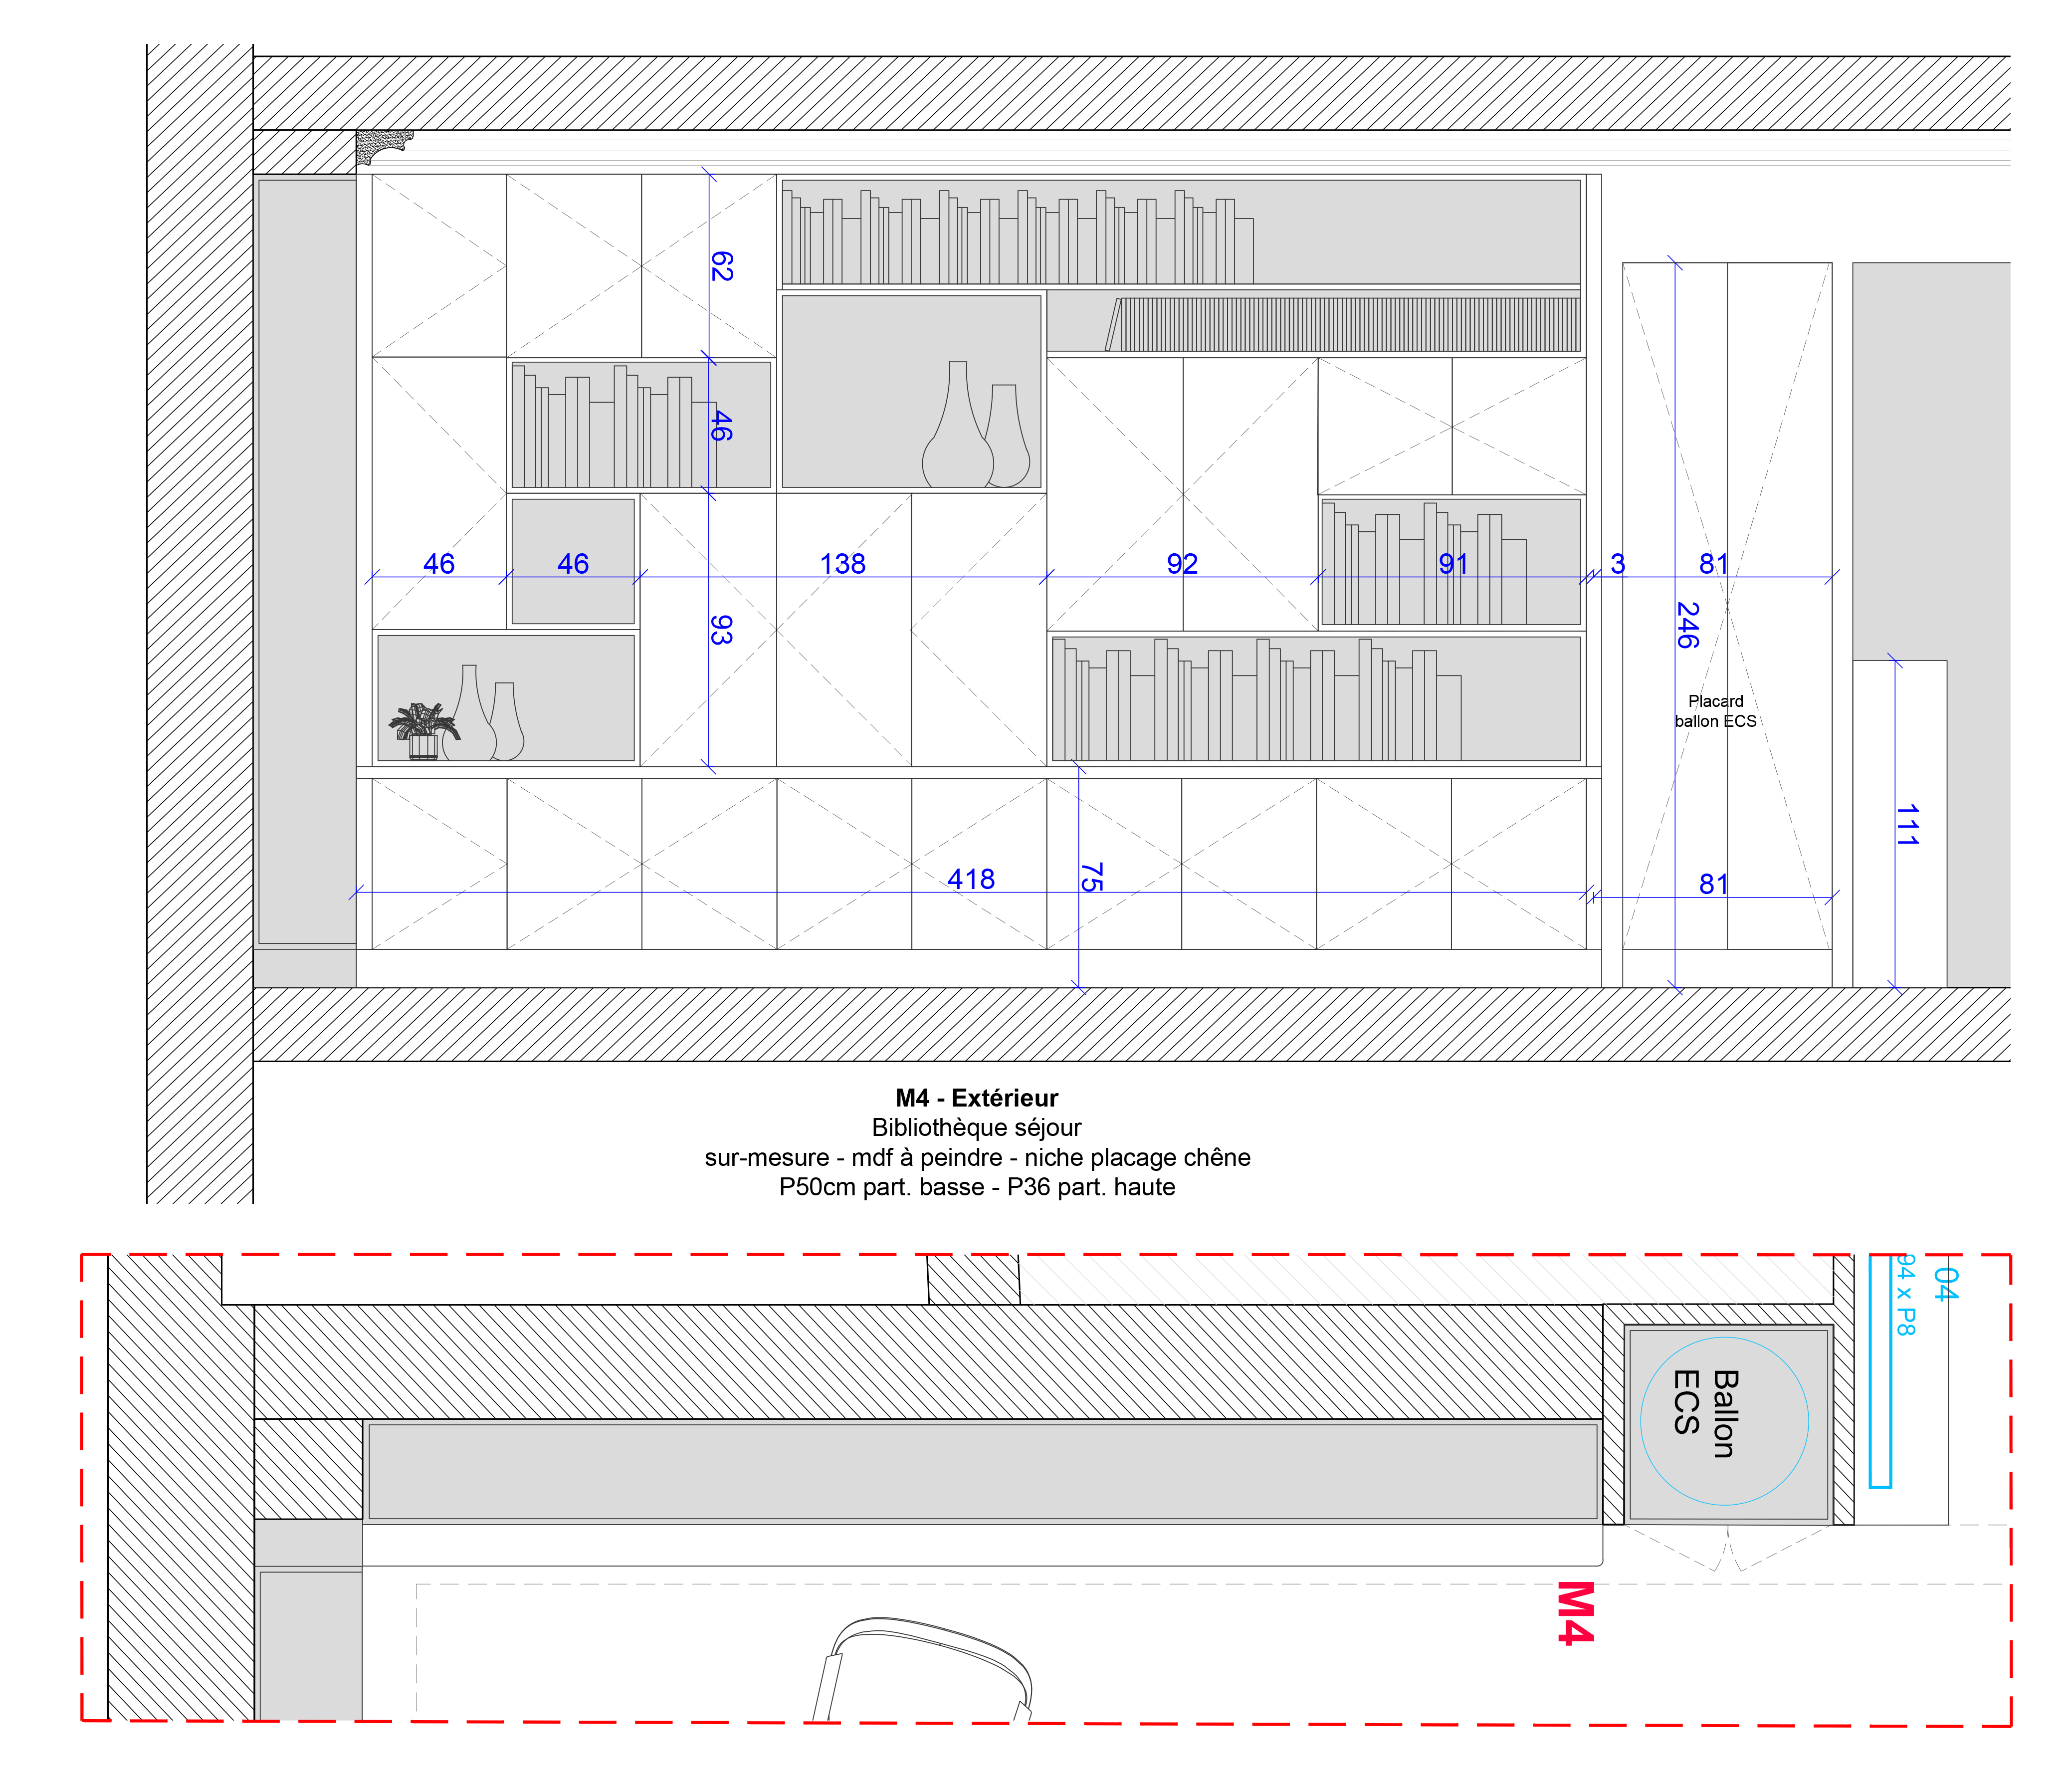 62
46
46
46
138
92
91
3
81
93
246
Placard
ballon ECS
111
418
75
81
M4 - Extérieur
Bibliothèque séjour
sur-mesure - mdf à peindre - niche placage chêne
P50cm part. basse - P36 part. haute
04
94 x P8
Ballon
ECS
M4